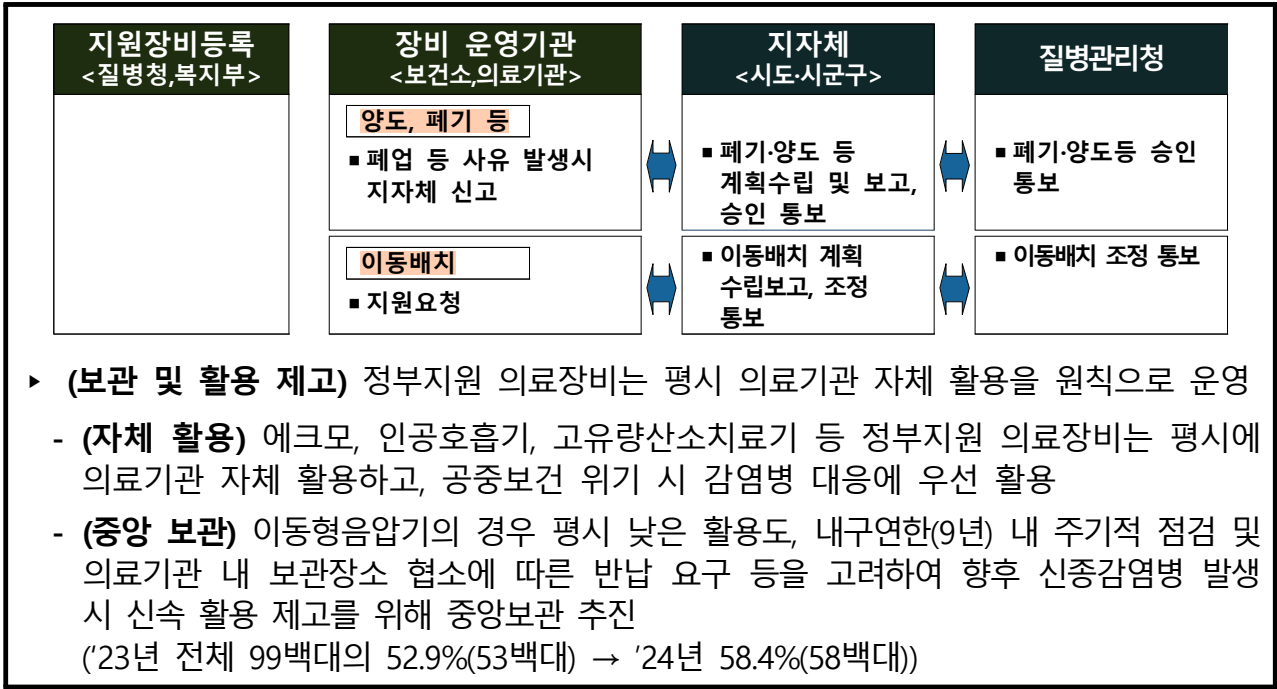 지원장비등록
<질병청,복지부>
장비 운영기관
<보건소,의료기관>
지자체
<시도·시군구>
질병관리청
양도, 폐기 등
▪ 폐업 등 사유 발생시
지자체 신고
▪ 폐기·양도 등
계획수립 및 보고,
승인 통보
▪ 폐기·양도등 승인
통보
이동배치
▪ 지원요청
▪ 이동배치 계획
수립보고, 조정
통보
▪ 이동배치 조정 통보
▸ (보관 및 활용 제고) 정부지원 의료장비는 평시 의료기관 자체 활용을 원칙으로 운영
- (자체 활용) 에크모, 인공호흡기, 고유량산소치료기 등 정부지원 의료장비는 평시에
의료기관 자체 활용하고, 공중보건 위기 시 감염병 대응에 우선 활용
- (중앙 보관) 이동형음압기의 경우 평시 낮은 활용도, 내구연한(9년) 내 주기적 점검 및
의료기관 내 보관장소 협소에 따른 반납 요구 등을 고려하여 향후 신종감염병 발생
시 신속 활용 제고를 위해 중앙보관 추진
('23년 전체 99백대의 52.9%(53백대) → '24년 58.4%(58백대))